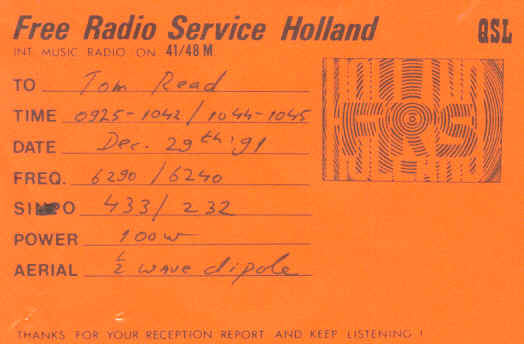 Free Radio Service Holland QSL
INT. MUSIC RADIO ON 41/48 M
TO Tom Read
TIME 0925-1042/1044-1045
DATE Dec. 29th '91
FREQ. 6290/6240
FRS
SI PO 433/232
POWER 100w
AERIAL ½ wave dipole
THANKS FOR YOUR RECEPTION REPORT AND KEEP LISTENING !